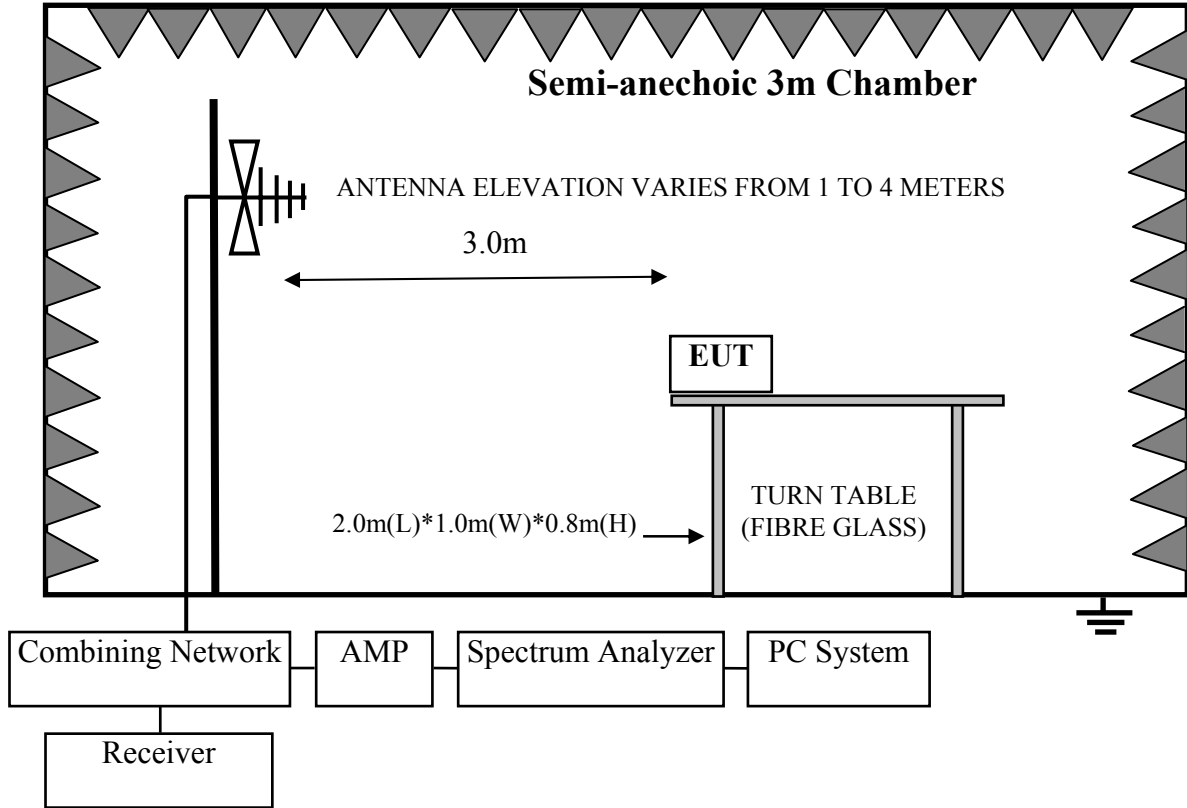 Semi-anechoic 3m Chamber
ANTENNA ELEVATION VARIES FROM 1 TO 4 METERS
3.0m
EUT
2.0m(L)*1.0m(W)*0.8m(H)
TURN TABLE
(FIBRE GLASS)
Combining Network
AMP
Spectrum Analyzer
PC System
Receiver